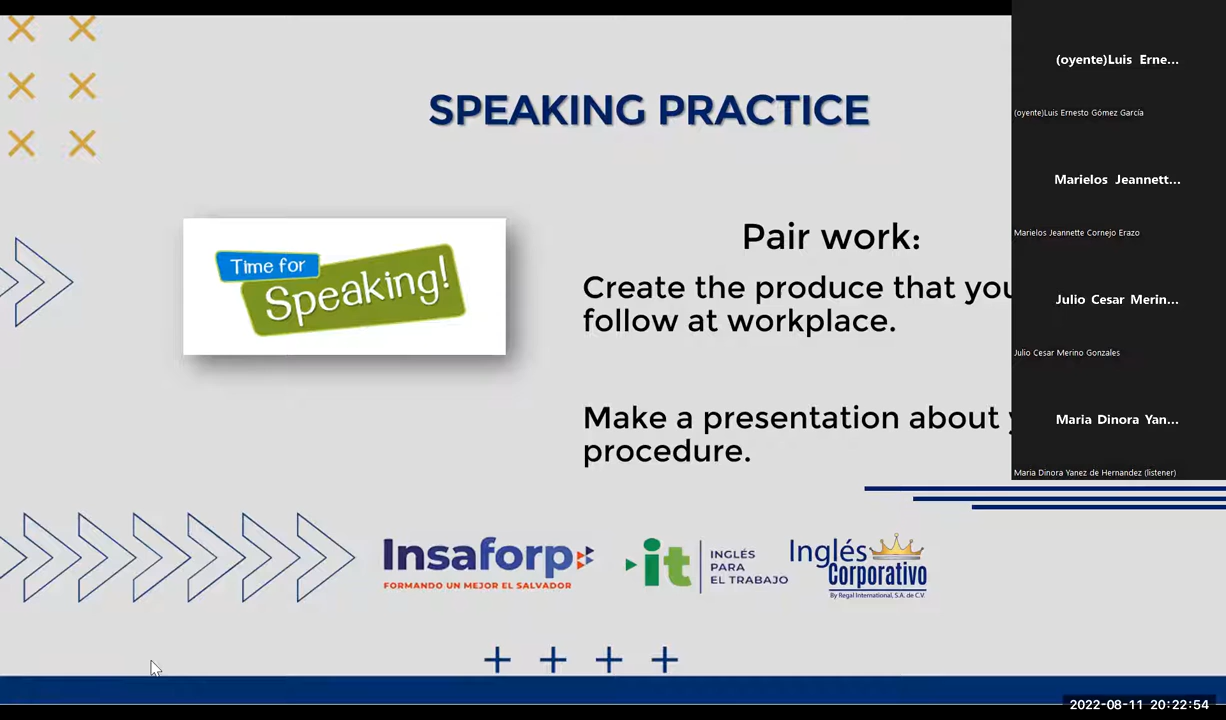 SPEAKING PRACTICE
Time for
Speaking!
Pair work:
Create the produce that you
follow at workplace.
Make a presentation about
procedure.
Insaforp
FORMANDO UN MEJOR EL SALVADOR
it
INGLÉS
PARA
EL TRABAJO
Inglés
Corporativo
By Regal International, S.A. de C.V.
(oyente)Luis Erne...
(oyente)Luis Ernesto Gómez García
Marielos Jeannett...
Marielos Jeannette Cornejo Erazo
Julio Cesar Merin...
Julio Cesar Merino Gonzales
Maria Dinora Yan...
Maria Dinora Yanez de Hernandez (listener)
2022-08-11 20:22:54